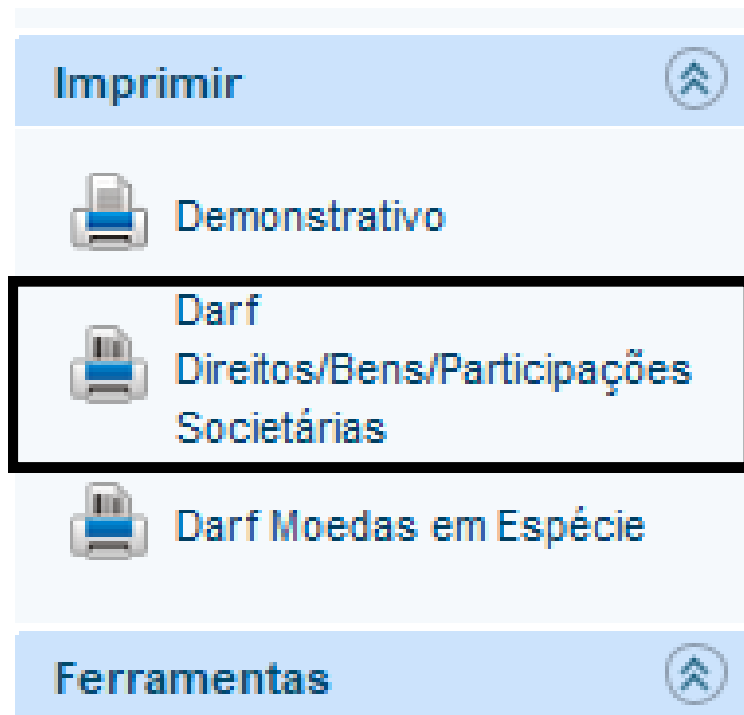 Imprimir
Demonstrativo
Darf
Direitos/Bens/Participações
Societárias
Darf Moedas em Espécie
Ferramentas